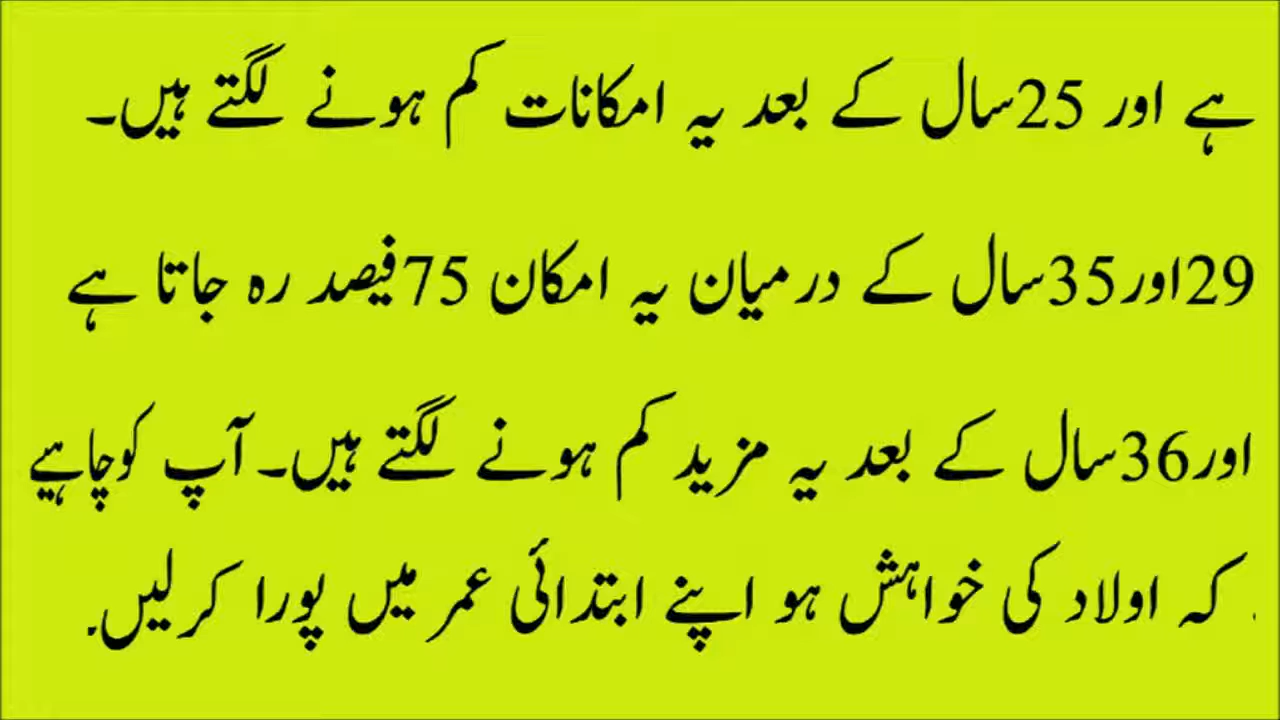 ہے اور 25سال کے بعد یہ امکانات کم ہونے لگتے ہیں۔
29اور35سال کے درمیان یہ امکان 75فیصد رہ جاتا ہے
اور36سال کے بعد یہ مزید کم ہونے لگتے ہیں۔آپ کوچاہیے
کہ اولاد کی خواہش ہو اپنے ابتدائی عمر میں پورا کرلیں.